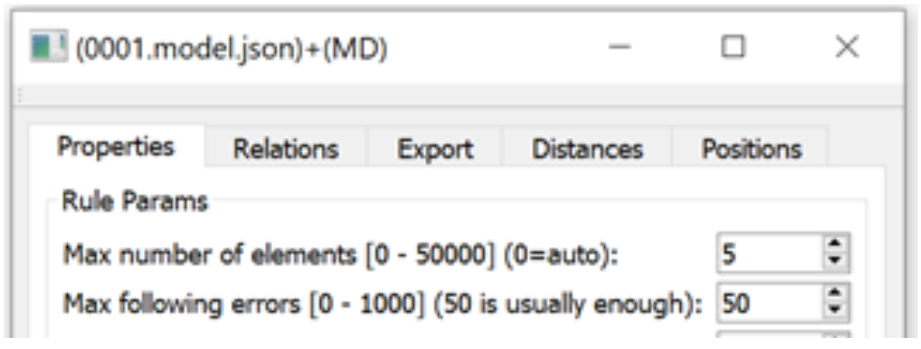 (0001.model.json)+(MD)
Properties Relations Export Distances Positions
Rule Params
Max number of elements [0 - 50000] (0=auto): 5
Max following errors [0 - 1000] (50 is usually enough): 50